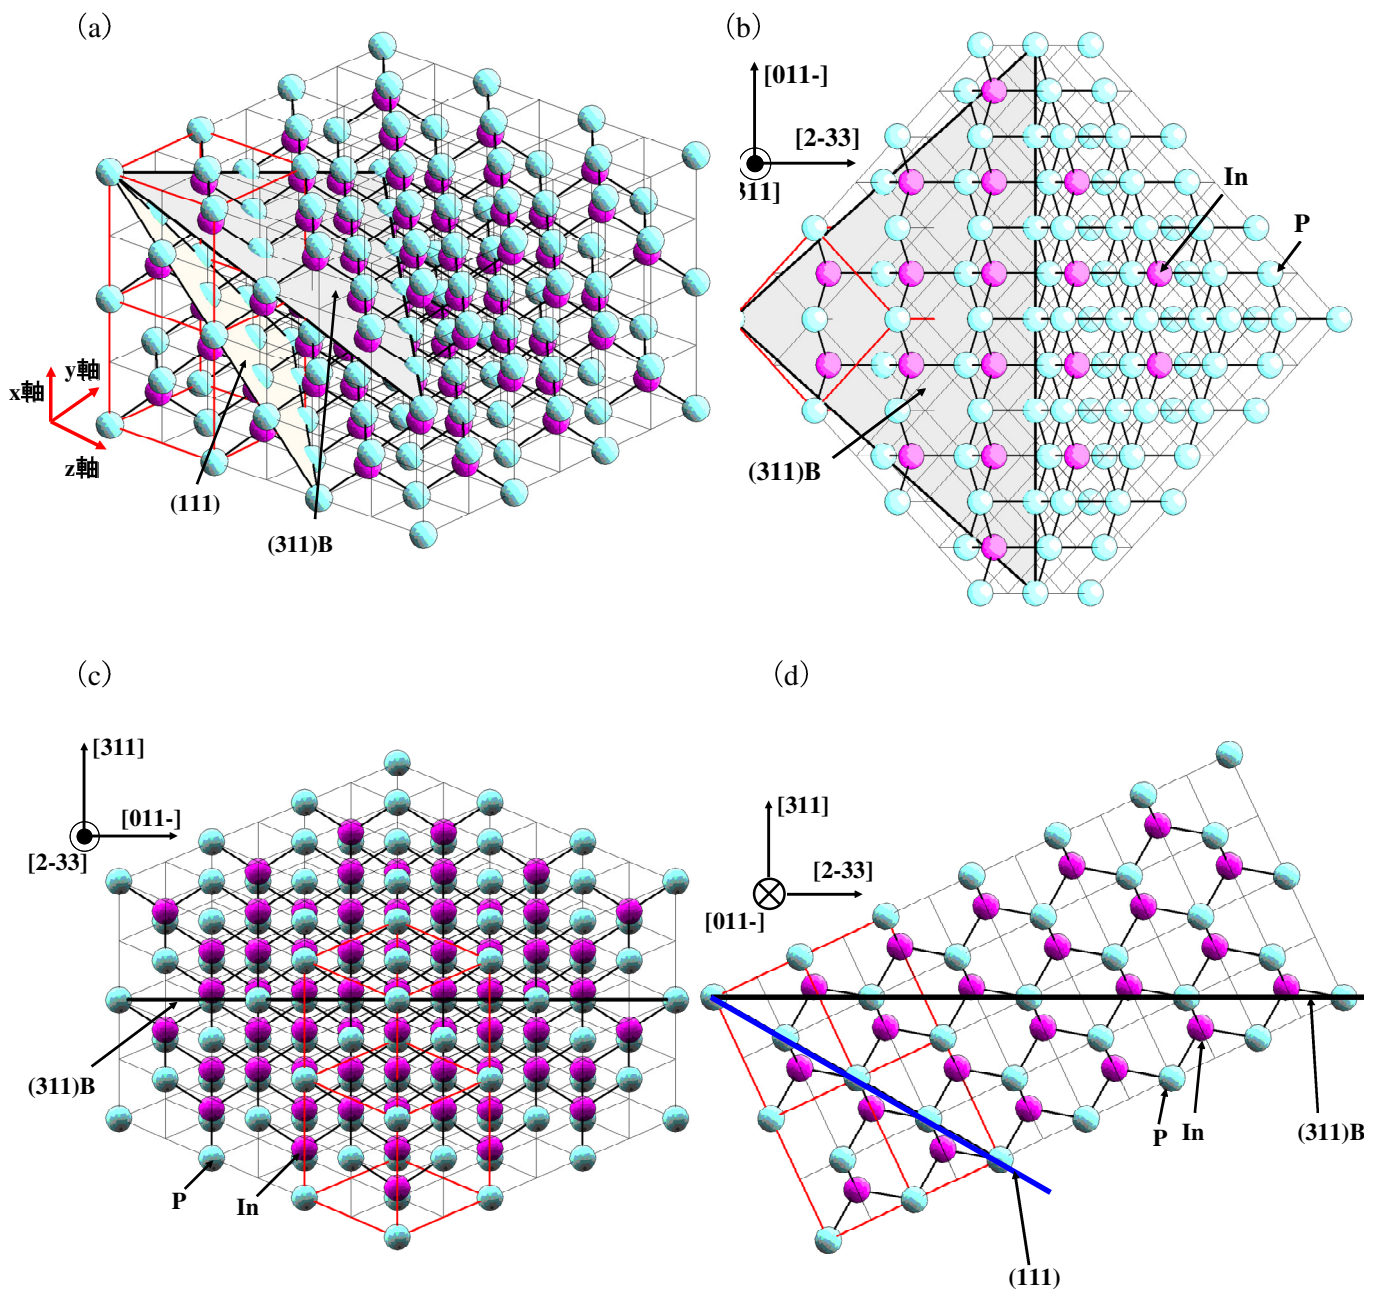 (a)
x軸
y軸
z軸
(111)
(311)B
(b)
[011-]
[2-33]
311]
In
P
(311)B
(c)
[311]
[011-]
[2-33]
(311)B
P
In
(d)
[311]
[2-33]
[011-]
P
In
(311)B
(111)